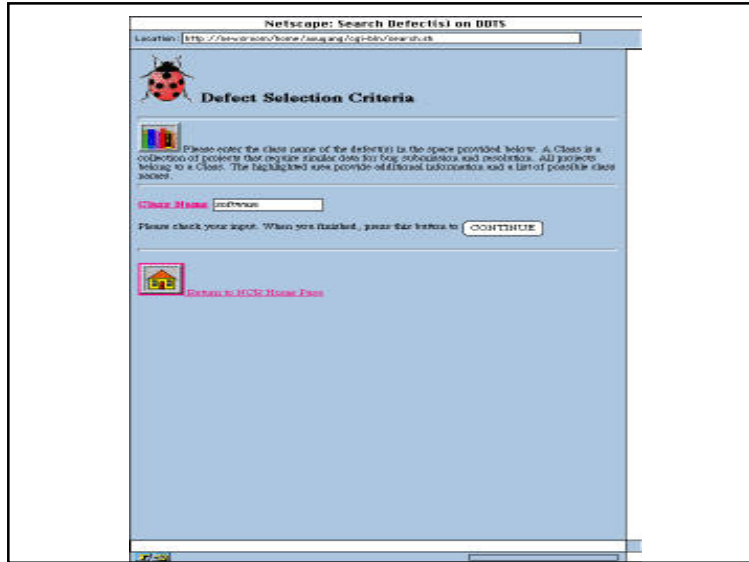 Netscape: Search Defect(s) on DDTS
Location: http://
Defect Selection Criteria
Please enter the class name of the defect(s) in the space provided below. A Class is a
collection of projects that require similar data for bug submission and resolution. All projects
belong to a Class. The highlighted area provide additional information and a list of possible class
names.
Class Name software
Please check your input. When you finished, press this button to CONTINUE
Return to Home Page